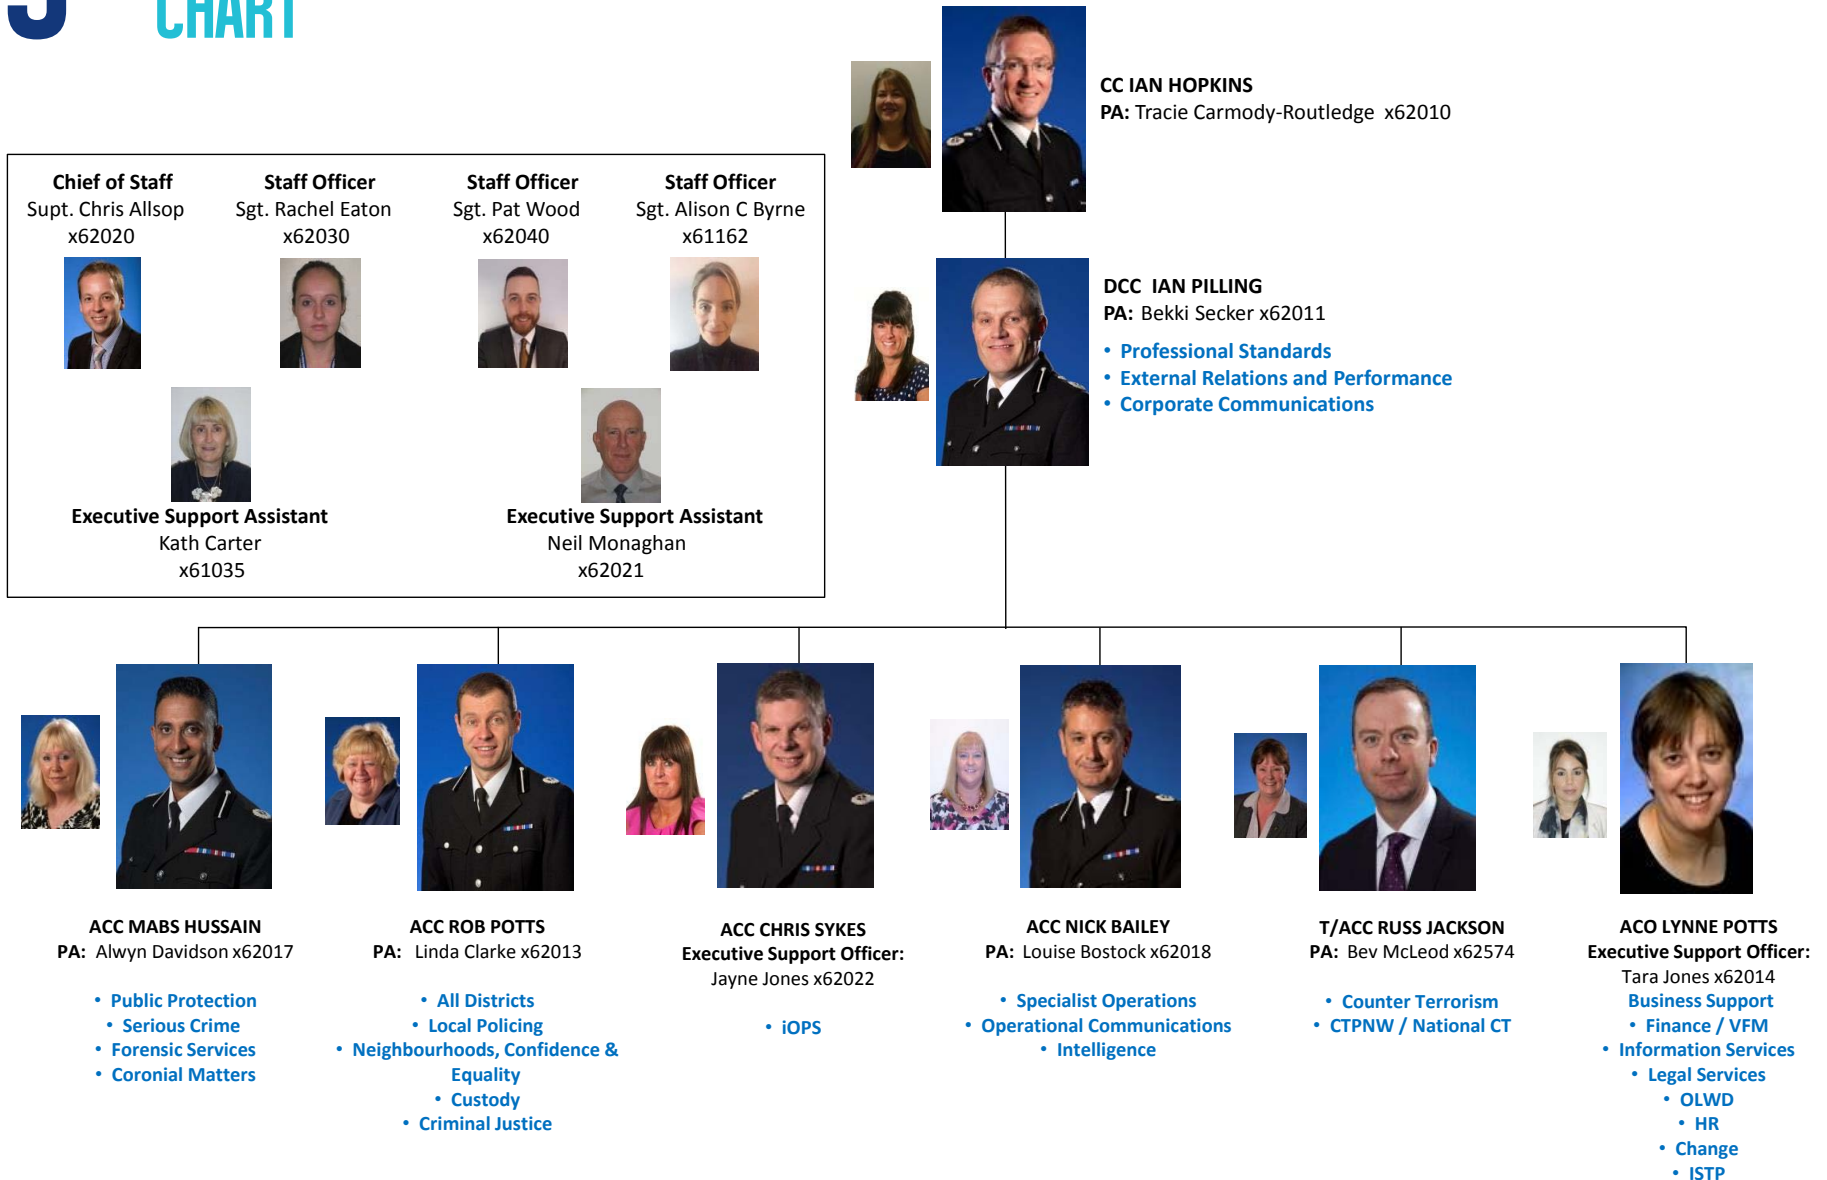 CHART
CC IAN HOPKINS
PA: Tracie Carmody-Routledge x62010
Chief of Staff
Supt. Chris Allsop
x62020
Staff Officer
Sgt. Rachel Eaton
x62030
Staff Officer
Sgt. Pat Wood
x62040
Staff Officer
Sgt. Alison C Byrne
x61162
Executive Support Assistant
Kath Carter
x61035
Executive Support Assistant
Neil Monaghan
x62021
DCC IAN PILLING
PA: Bekki Secker x62011
• Professional Standards
• External Relations and Performance
• Corporate Communications
ACC MABS HUSSAIN
PA: Alwyn Davidson x62017
• Public Protection
• Serious Crime
• Forensic Services
• Coronial Matters
ACC ROB POTTS
PA: Linda Clarke x62013
• All Districts
• Local Policing
• Neighbourhoods, Confidence &
Equality
• Custody
• Criminal Justice
ACC CHRIS SYKES
Executive Support Officer:
Jayne Jones x62022
• iOPS
ACC NICK BAILEY
PA: Louise Bostock x62018
• Specialist Operations
• Operational Communications
• Intelligence
T/ACC RUSS JACKSON
PA: Bev McLeod x62574
• Counter Terrorism
• CTPNW / National CT
ACO LYNNE POTTS
Executive Support Officer:
Tara Jones x62014
Business Support
• Finance / VFM
• Information Services
• Legal Services
• OLWD
• HR
• Change
• ISTP